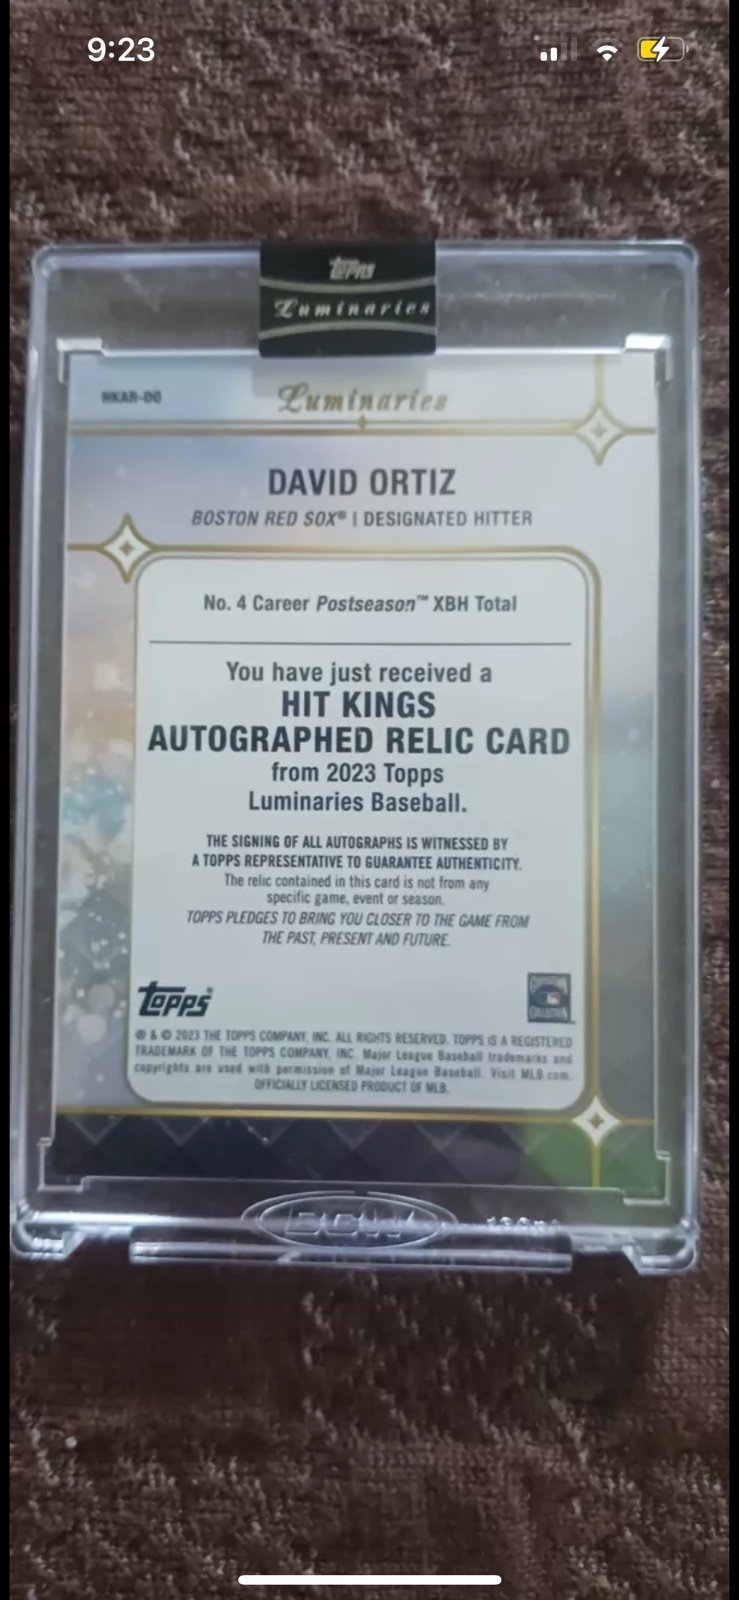 9:23
Topps
Luminaries
HKAR-DO
Luminaries
DAVID ORTIZ
BOSTON RED SOX® | DESIGNATED HITTER
No. 4 Career Postseason™ XBH Total
You have just received a
HIT KINGS
AUTOGRAPHED RELIC CARD
from 2023 Topps
Luminaries Baseball.
THE SIGNING OF ALL AUTOGRAPHS IS WITNESSED BY
A TOPPS REPRESENTATIVE TO GUARANTEE AUTHENTICITY.
The relic contained in this card is not from any
specific game, event or season.
TOPPS PLEDGES TO BRING YOU CLOSER TO THE GAME FROM
THE PAST, PRESENT AND FUTURE.
Topps®
® & © 2023 THE TOPPS COMPANY, INC. ALL RIGHTS RESERVED. TOPPS IS A REGISTERED
TRADEMARK OF THE TOPPS COMPANY, INC. Major League Baseball trademarks and
copyrights are used with permission of Major League Baseball. Visit MLB.com.
OFFICIALLY LICENSED PRODUCT OF MLB.
BCW